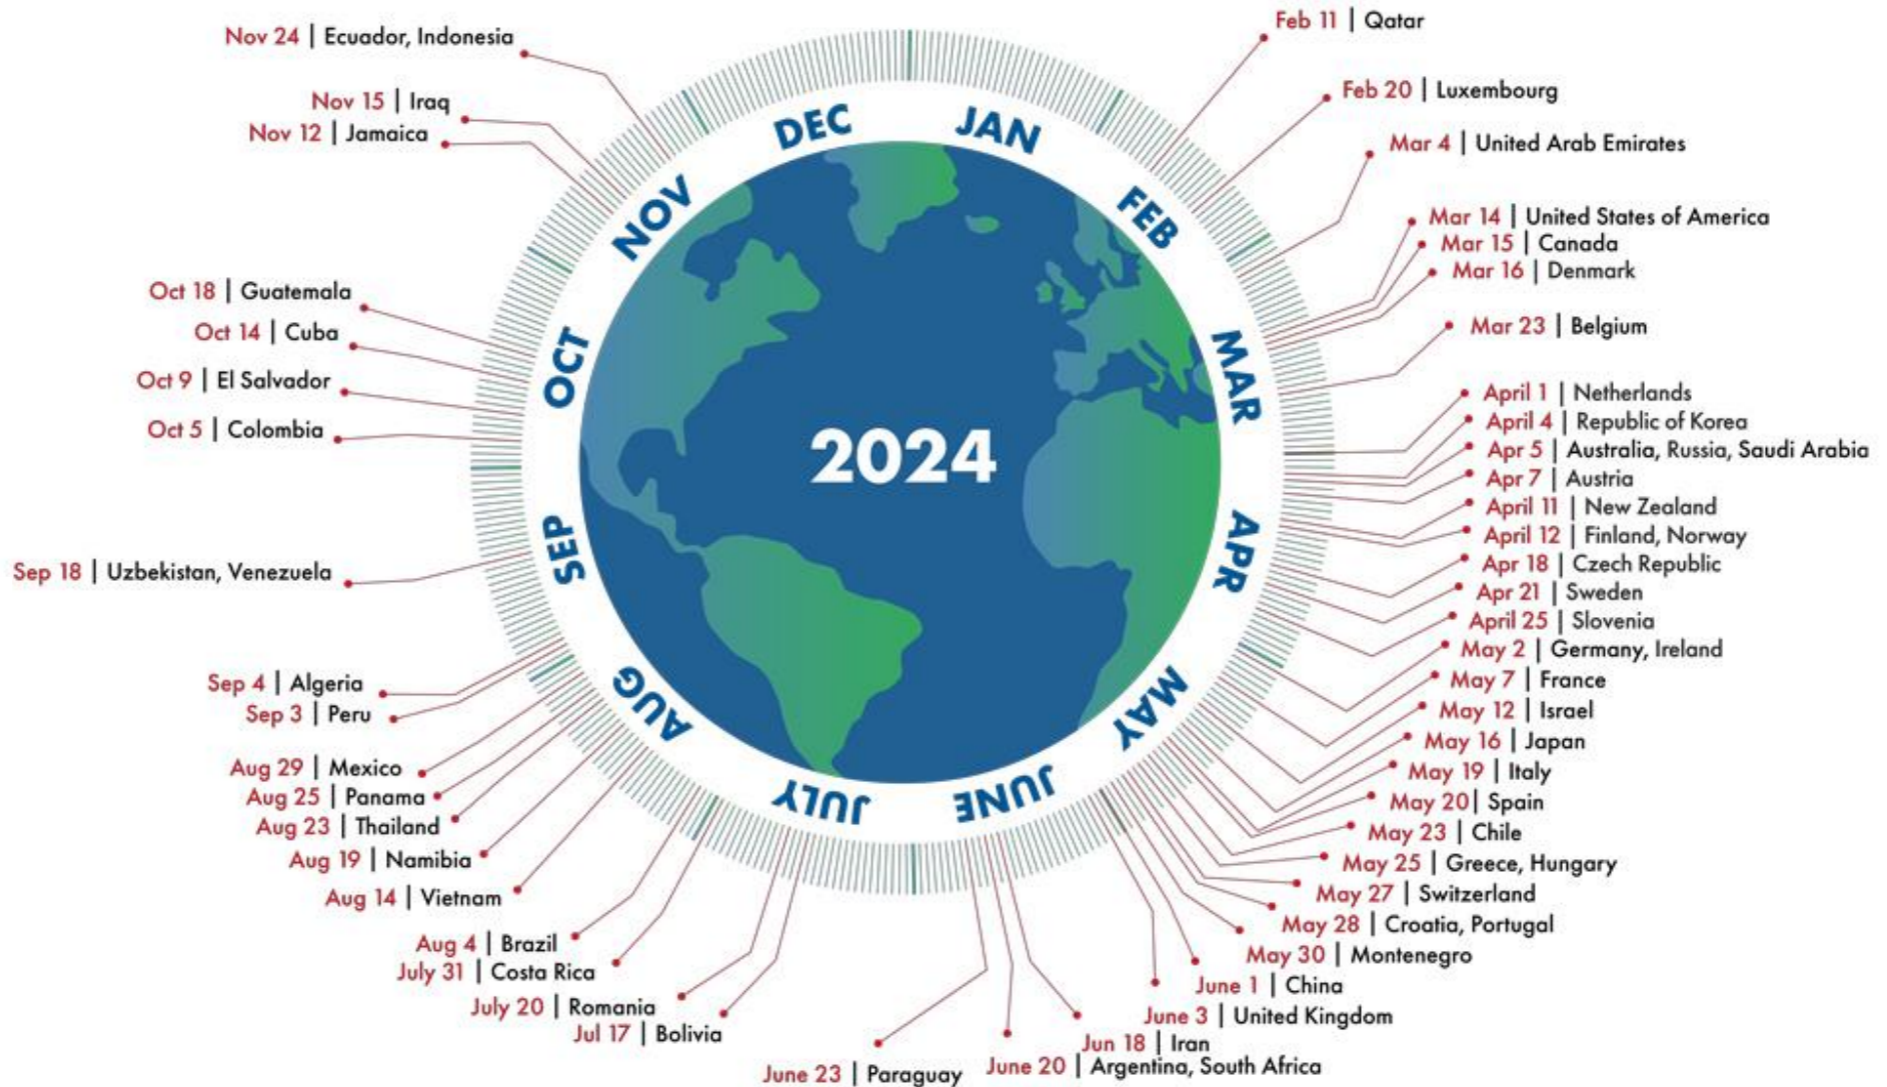 Feb 11 | Qatar
Feb 20 | Luxembourg
Mar 4 | United Arab Emirates
Mar 14 | United States of America
Mar 15 | Canada
Mar 16 | Denmark
Mar 23 | Belgium
April 1 | Netherlands
April 4 | Republic of Korea
Apr 5 | Australia, Russia, Saudi Arabia
Apr 7 | Austria
April 11 | New Zealand
April 12 | Finland, Norway
Apr 18 | Czech Republic
Apr 21 | Sweden
April 25 | Slovenia
May 2 | Germany, Ireland
May 7 | France
May 12 | Israel
May 16 | Japan
May 19 | Italy
May 20 | Spain
May 23 | Chile
May 25 | Greece, Hungary
May 27 | Switzerland
May 28 | Croatia, Portugal
May 30 | Montenegro
June 1 | China
June 3 | United Kingdom
Jun 18 | Iran
June 20 | Argentina, South Africa
June 23 | Paraguay
Jul 17 | Bolivia
July 20 | Romania
July 31 | Costa Rica
Aug 4 | Brazil
Aug 14 | Vietnam
Aug 19 | Namibia
Aug 23 | Thailand
Aug 25 | Panama
Aug 29 | Mexico
Sep 3 | Peru
Sep 4 | Algeria
Sep 18 | Uzbekistan, Venezuela
Oct 5 | Colombia
Oct 9 | El Salvador
Oct 14 | Cuba
Oct 18 | Guatemala
Nov 12 | Jamaica
Nov 15 | Iraq
Nov 24 | Ecuador, Indonesia
JAN
FEB
MAR
APR
MAY
JUNE
JULY
AUG
SEP
OCT
NOV
DEC
2024